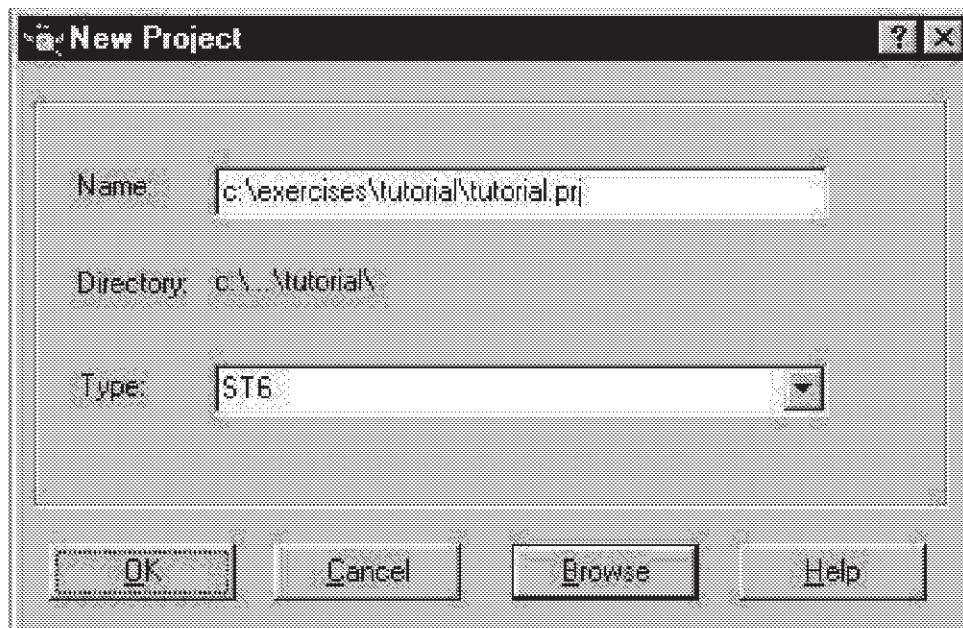 New Project
Name: c:\exercises\tutorial\tutorial.prj
Directory: c:\...\tutorial\
Type: ST6
OK Cancel Browse Help